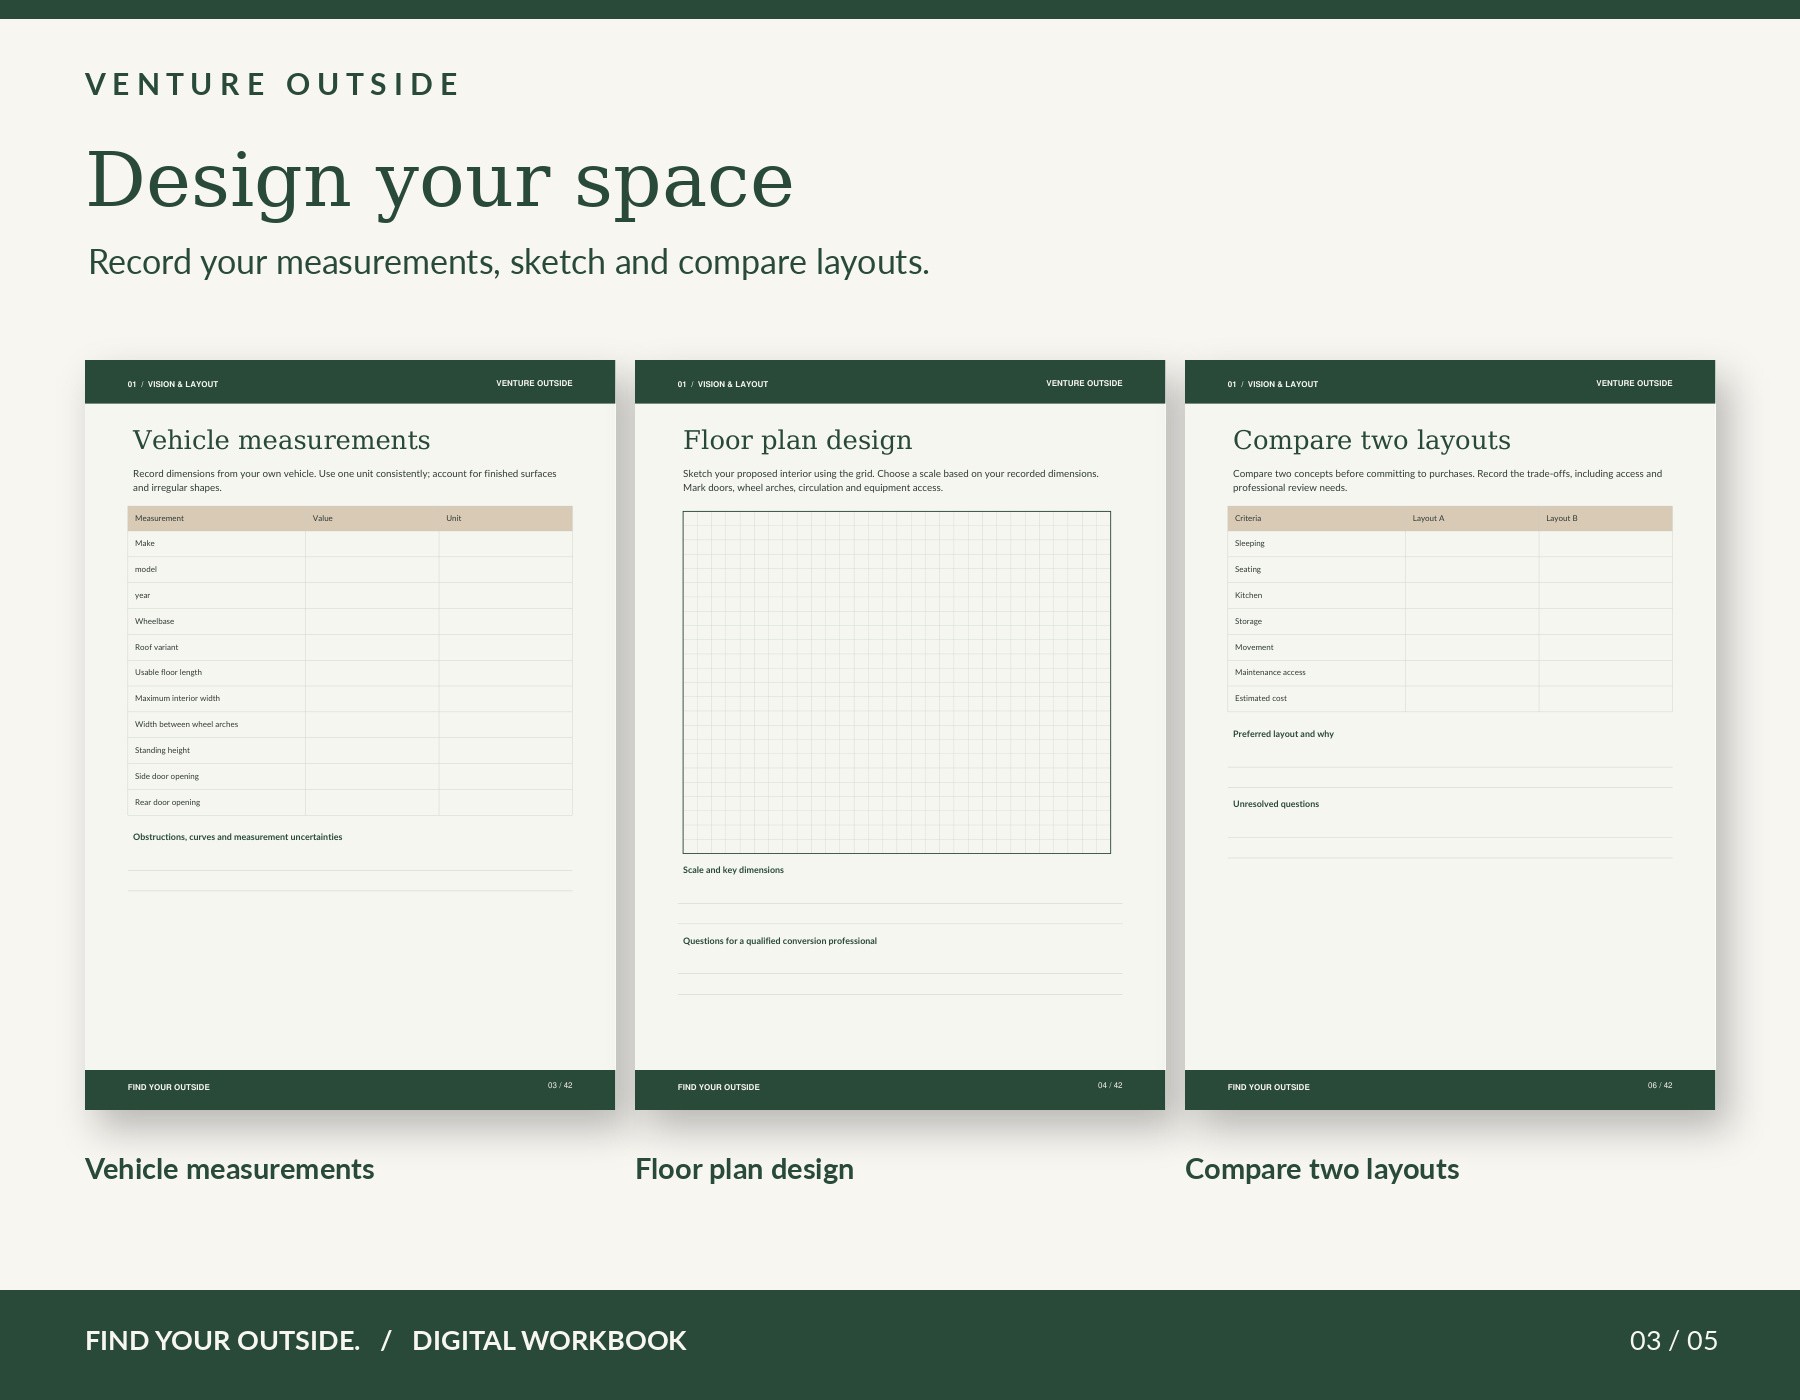 VENTURE OUTSIDE
Design your space
Record your measurements, sketch and compare layouts.
01 / VISION & LAYOUT
VENTURE OUTSIDE
Vehicle measurements
Record dimensions from your own vehicle. Use one unit consistently; account for finished surfaces
and irregular shapes.
Measurement Value Unit
Make
model
year
Wheelbase
Roof variant
Usable floor length
Maximum interior width
Width between wheel arches
Standing height
Side door opening
Rear door opening
Obstructions, curves and measurement uncertainties
FIND YOUR OUTSIDE
03 / 42
01 / VISION & LAYOUT
VENTURE OUTSIDE
Floor plan design
Sketch your proposed interior using the grid. Choose a scale based on your recorded dimensions.
Mark doors, wheel arches, circulation and equipment access.
Scale and key dimensions
Questions for a qualified conversion professional
FIND YOUR OUTSIDE
04 / 42
01 / VISION & LAYOUT
VENTURE OUTSIDE
Compare two layouts
Compare two concepts before committing to purchases. Record the trade-offs, including access and
professional review needs.
Criteria Layout A Layout B
Sleeping
Seating
Kitchen
Storage
Movement
Maintenance access
Estimated cost
Preferred layout and why
Unresolved questions
FIND YOUR OUTSIDE
06 / 42
Vehicle measurements
Floor plan design
Compare two layouts
FIND YOUR OUTSIDE. / DIGITAL WORKBOOK
03 / 05